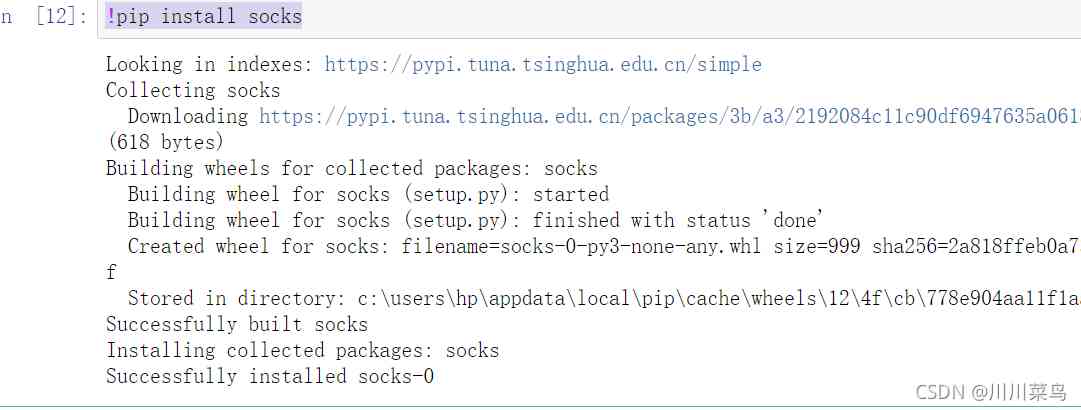 n [12]: !pip install socks
Looking in indexes: https://pypi.tuna.tsinghua.edu.cn/simple
Collecting socks
Downloading https://pypi.tuna.tsinghua.edu.cn/packages/3b/a3/2192084c11c90df6947635a061
(618 bytes)
Building wheels for collected packages: socks
Building wheel for socks (setup.py): started
Building wheel for socks (setup.py): finished with status 'done'
Created wheel for socks: filename=socks-0-py3-none-any.whl size=999 sha256=2a818ffeb0a7
f
Stored in directory: c:\users\hp\appdata\local\pip\cache\wheels\12\4f\cb\778e904aa11f1a
Successfully built socks
Installing collected packages: socks
Successfully installed socks-0
CSDN @川川菜鸟